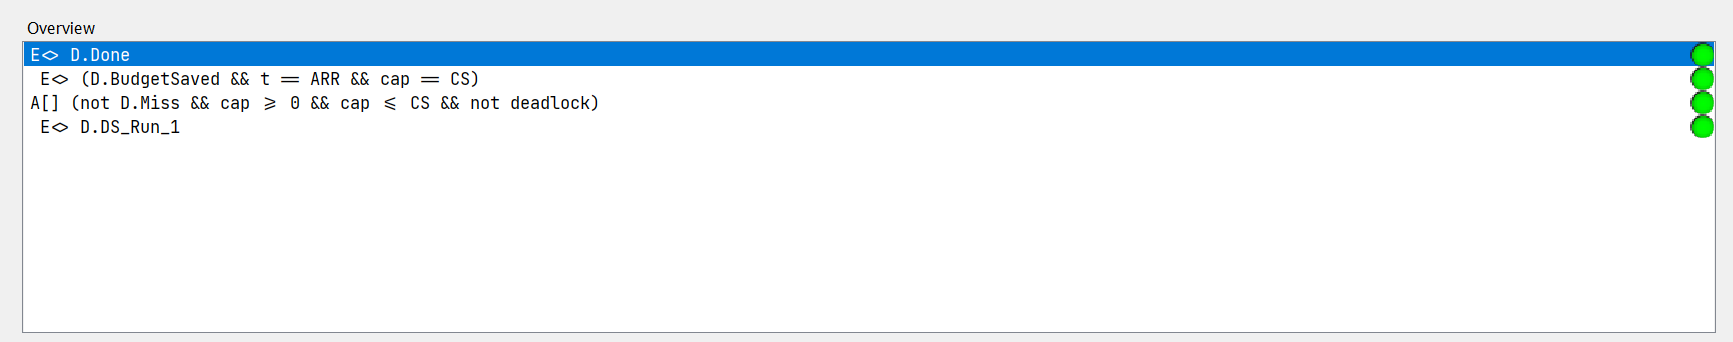 Overview
E<> D.Done
E<> (D.BudgetSaved && t == ARR && cap == CS)
A[] (not D.Miss && cap >= 0 && cap <= CS && not deadlock)
E<> D.DS_Run_1